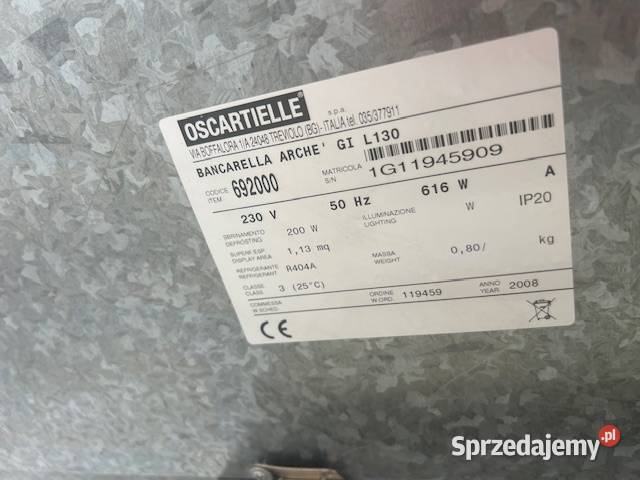 OSCARTIELLE® s.p.a.
VIA BOFFALORA 1/A 24048 TREVIOLO (BG)- ITALIA tel. 035/377911
BANCARELLA ARCHE' GI L130
CODICE ITEM 692000 MATRICOLA S/N 1G11945909
230 V 50 Hz 616 W A
SBRINAMENTO DEFROSTING 200 W ILLUMINAZIONE LIGHTING W IP20
SUPERF. ESP. DISPLAY AREA 1,13 mq
REFRIGERANTE REFRIGERANT R404A MASSA WEIGHT 0,80/ kg
CLASSE CLASS 3 (25°C)
COMMESSA W.SCHED. ORDINE W.ORD. 119459 ANNO YEAR 2008
CE
Sprzedajemy.pl